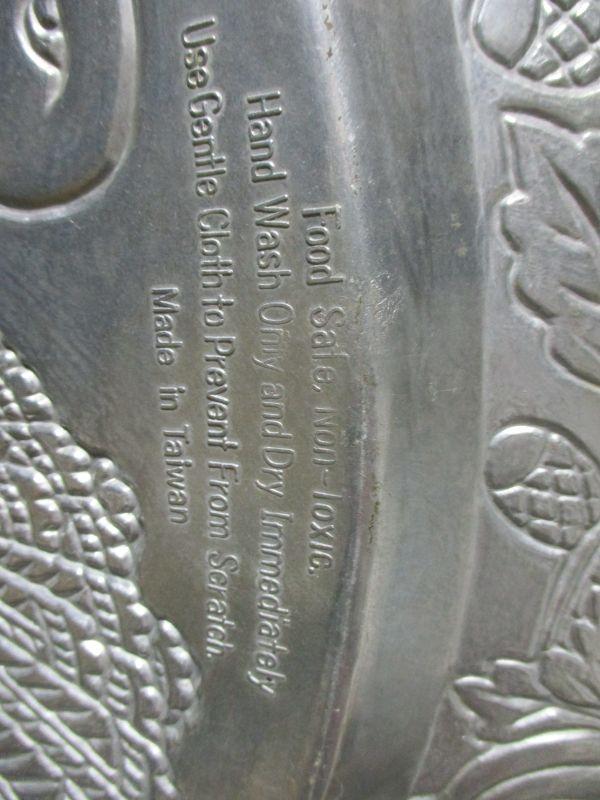 Food Safe, Non-Toxic.
Hand Wash Only and Dry Immediately
Use Gentle Cloth to Prevent From Scratch.
Made in Taiwan